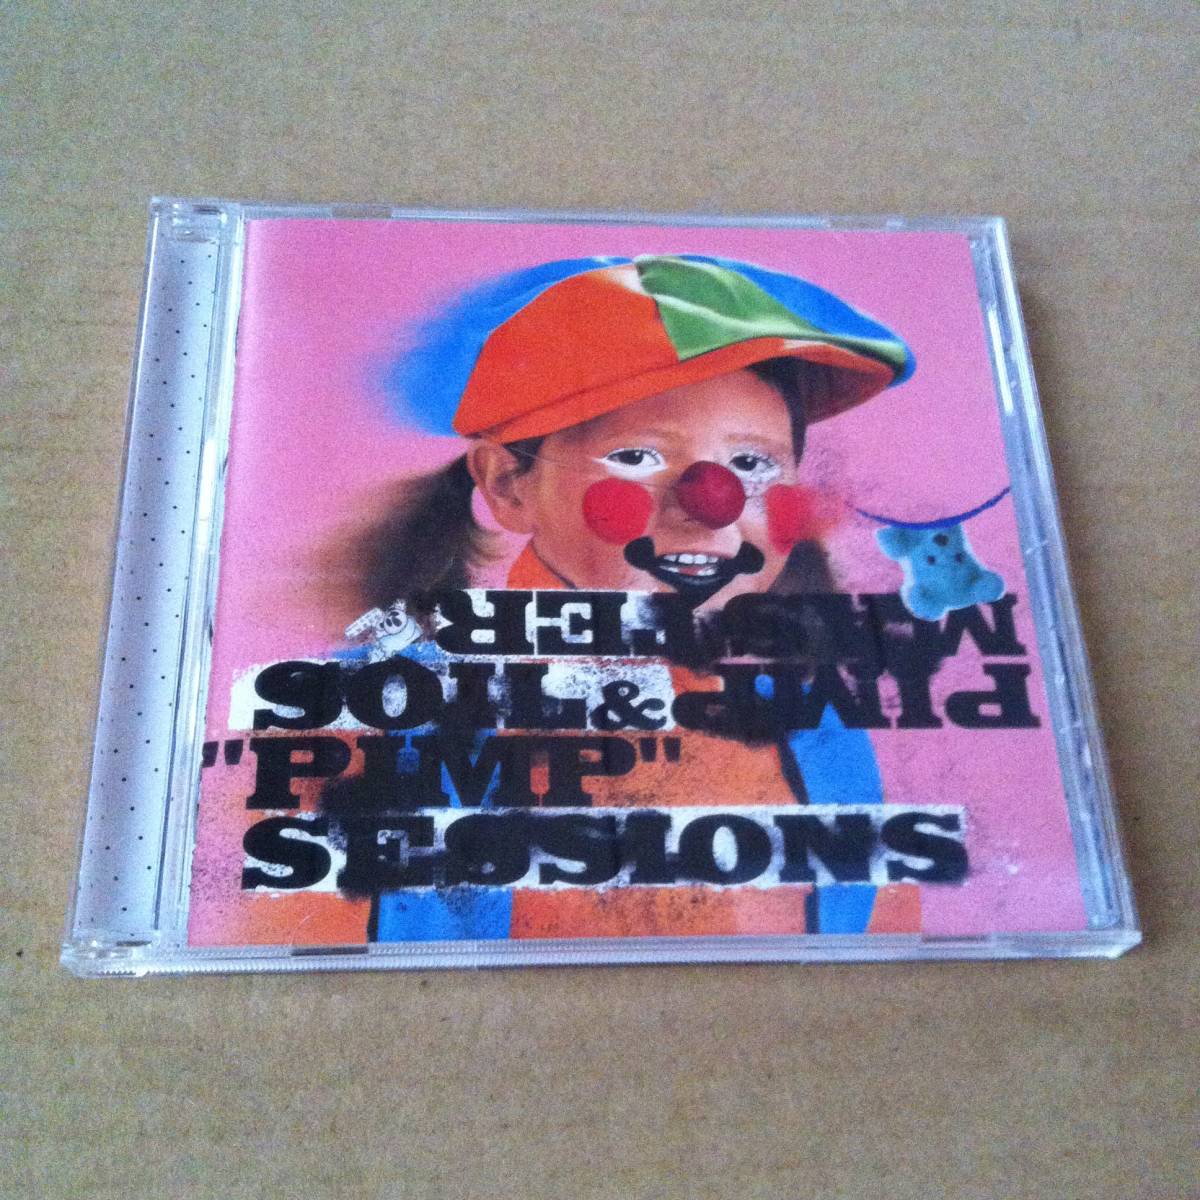 PIMP
MASTER
SOIL &
"PIMP"
SESSIONS